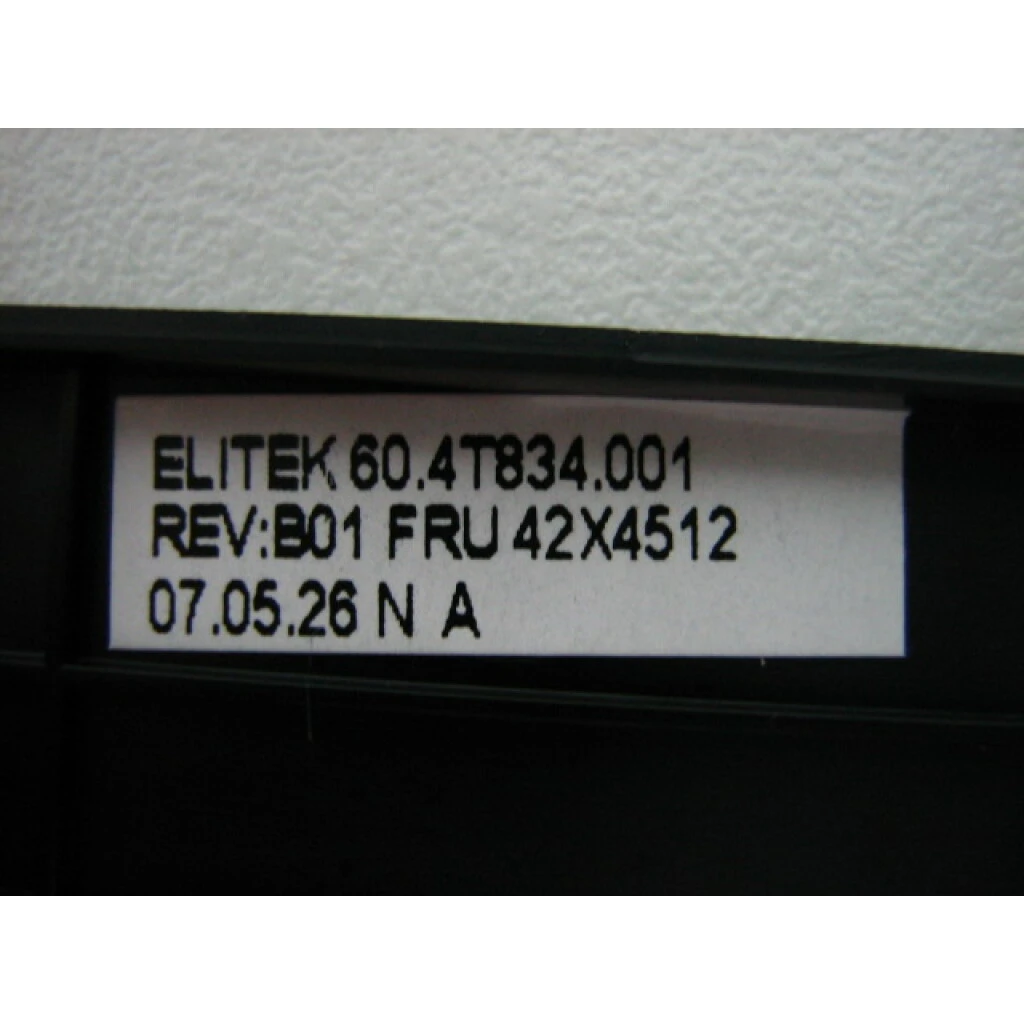 ELITEK 60.4T834.001
REV:B01 FRU 42X4512
07.05.26 N A